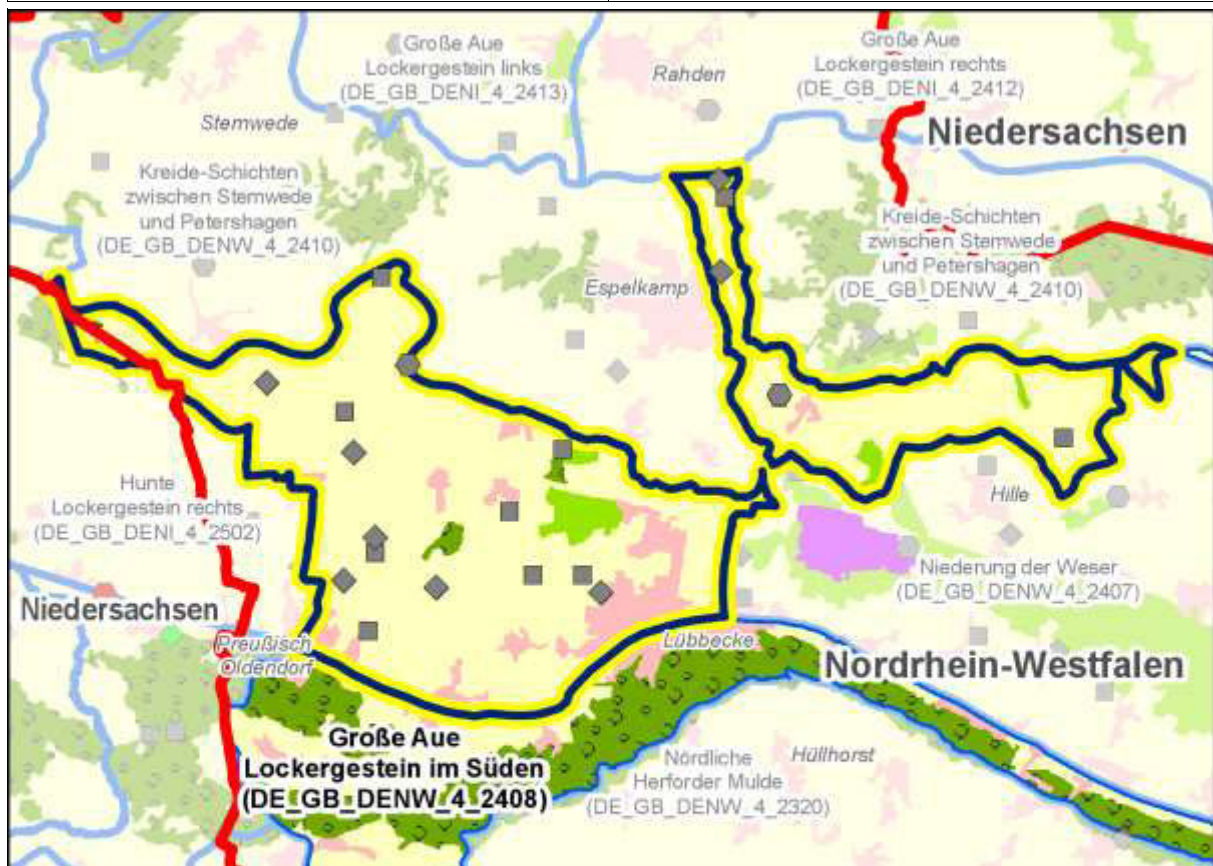 Große Aue
Lockergestein links
(DE_GB_DENI_4_2413)
Rahden
Große Aue
Lockergestein rechts
(DE_GB_DENI_4_2412)
Niedersachsen
Stemwede
Kreide-Schichten
zwischen Stemwede
und Petershagen
(DE_GB_DENW_4_2410)
Kreide-Schichten
zwischen Stemwede
und Petershagen
(DE_GB_DENW_4_2410)
Espelkamp
Hunte
Lockergestein rechts
(DE_GB_DENI_4_2502)
Hille
Niederung der Weser
(DE_GB_DENW_4_2407)
Niedersachsen
Preußisch
Oldendorf
Lübbecke
Nordrhein-Westfalen
Große Aue
Lockergestein im Süden
(DE_GB_DENW_4_2408)
Nördliche
Herforder Mulde
(DE_GB_DENW_4_2320)
Hüllhorst